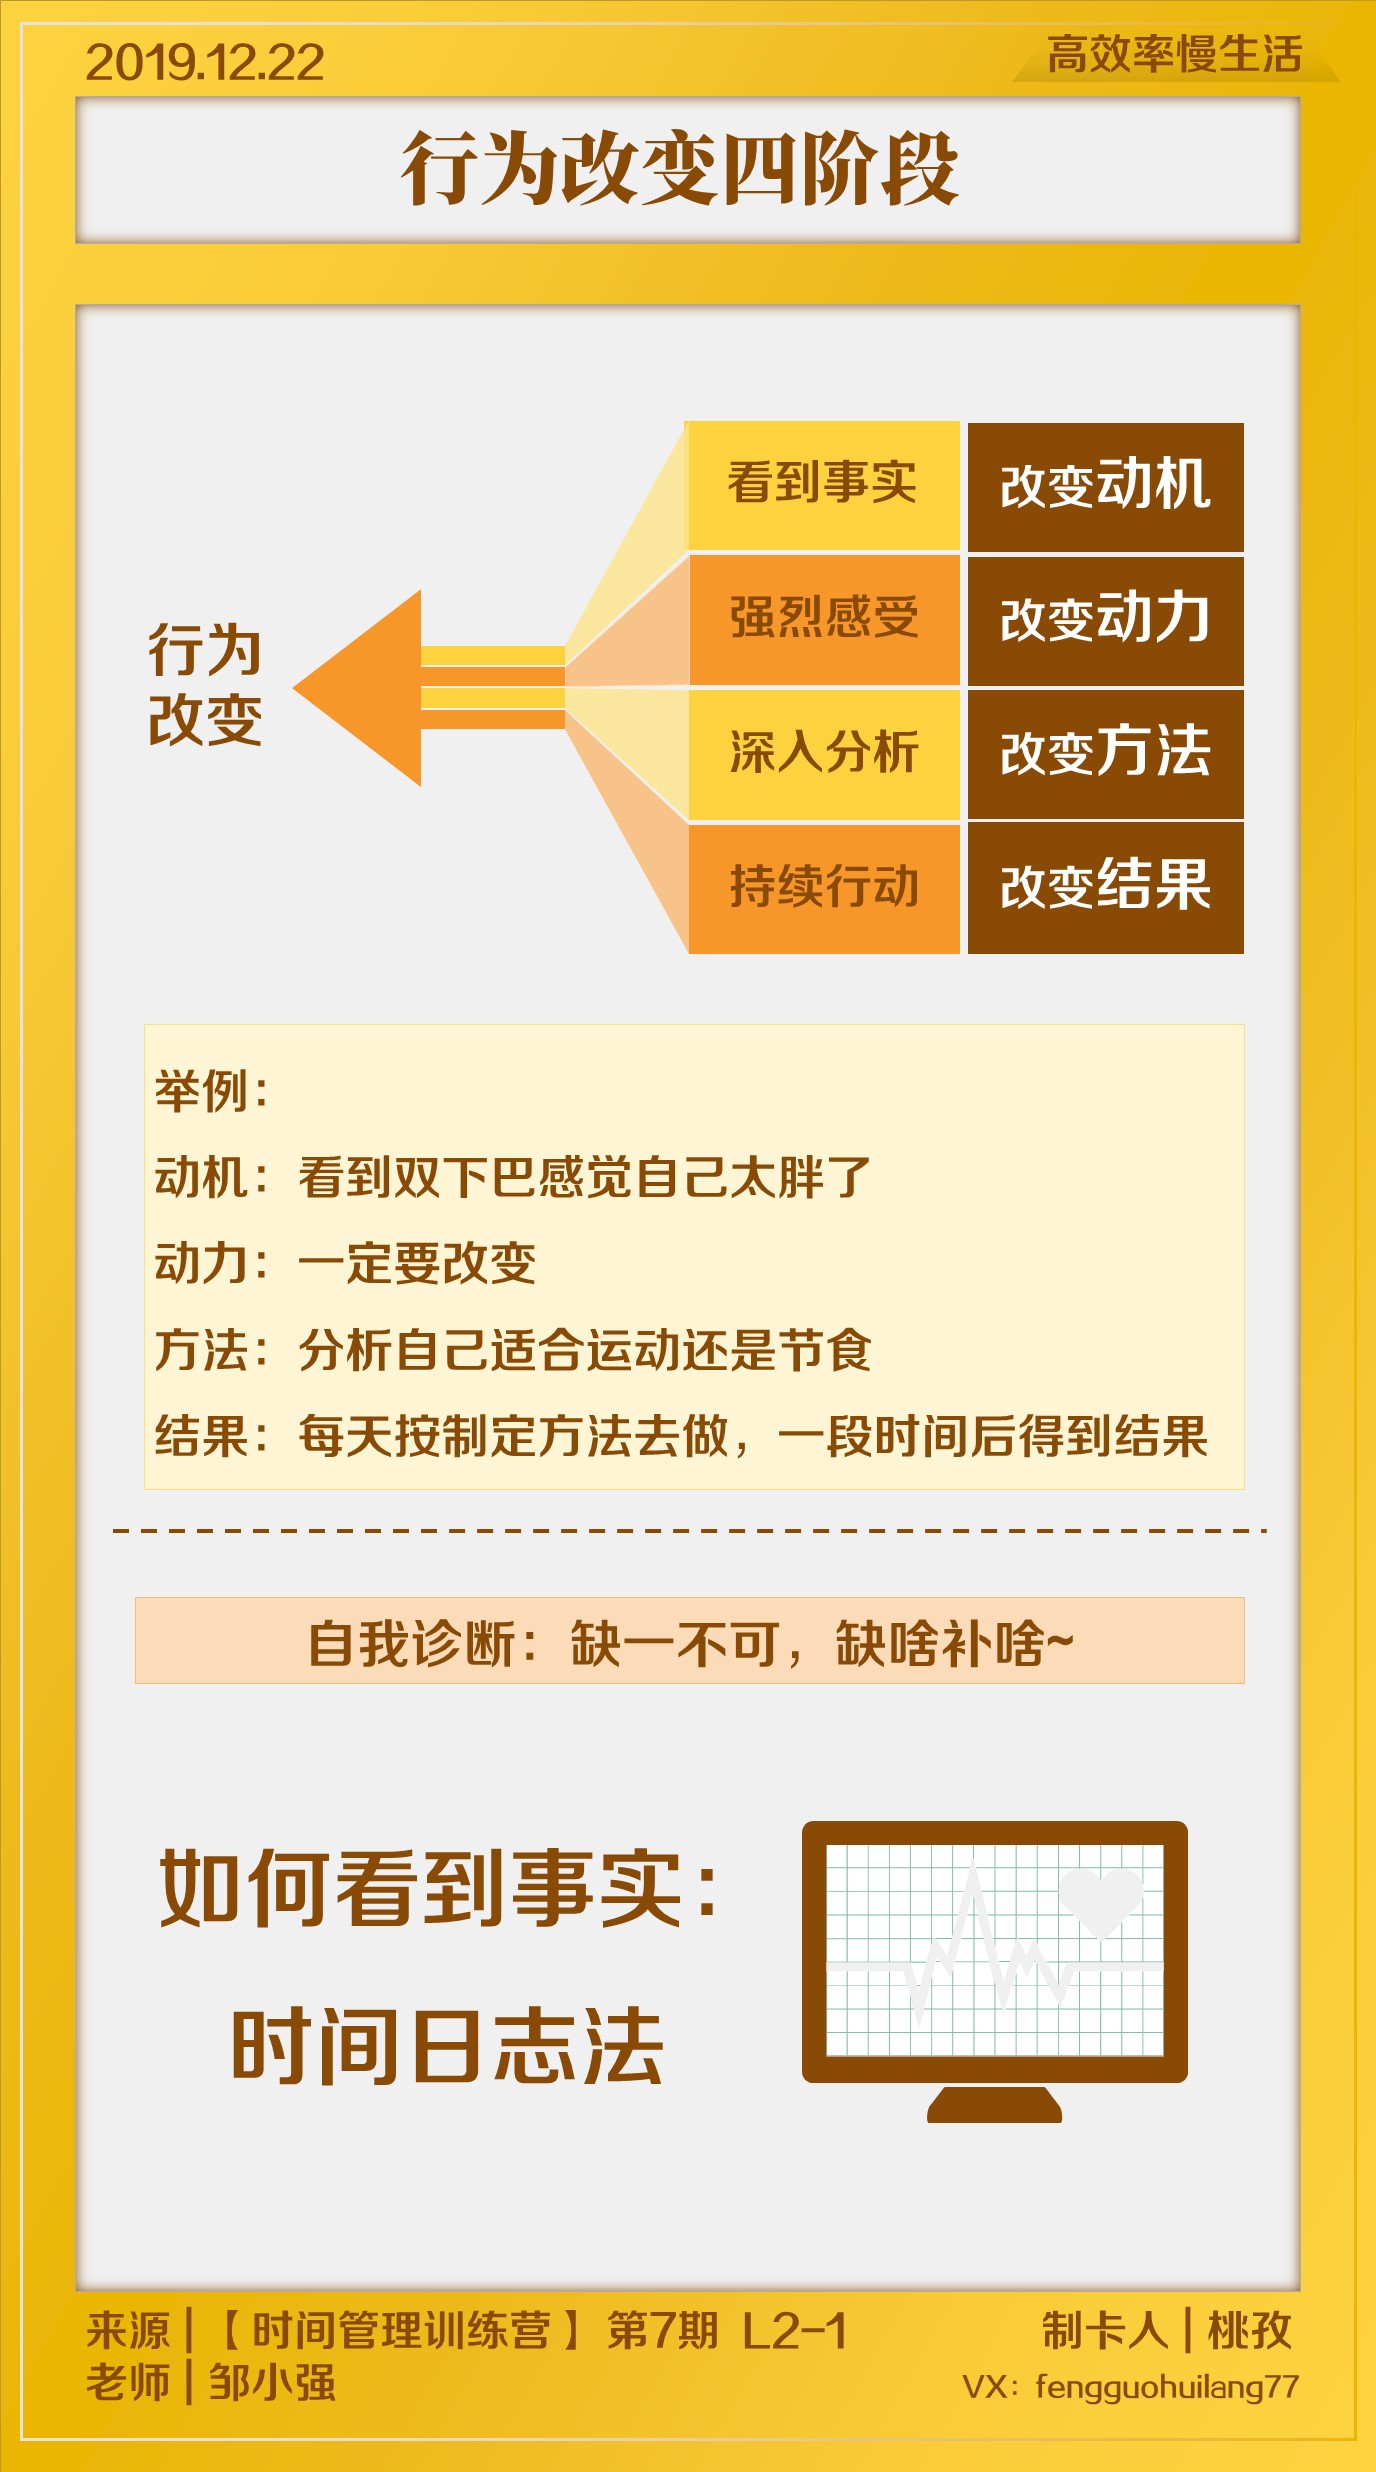 2019.12.22
高效率慢生活
行为改变四阶段
行为
改变
看到事实 改变动机
强烈感受 改变动力
深入分析 改变方法
持续行动 改变结果
举例：
动机：看到双下巴感觉自己太胖了
动力：一定要改变
方法：分析自己适合运动还是节食
结果：每天按制定方法去做，一段时间后得到结果
自我诊断：缺一不可，缺啥补啥~
如何看到事实：
时间日志法
来源｜【时间管理训练营】第7期 L2-1
老师｜邹小强
制卡人｜桃孜
VX：fengguohuilang77